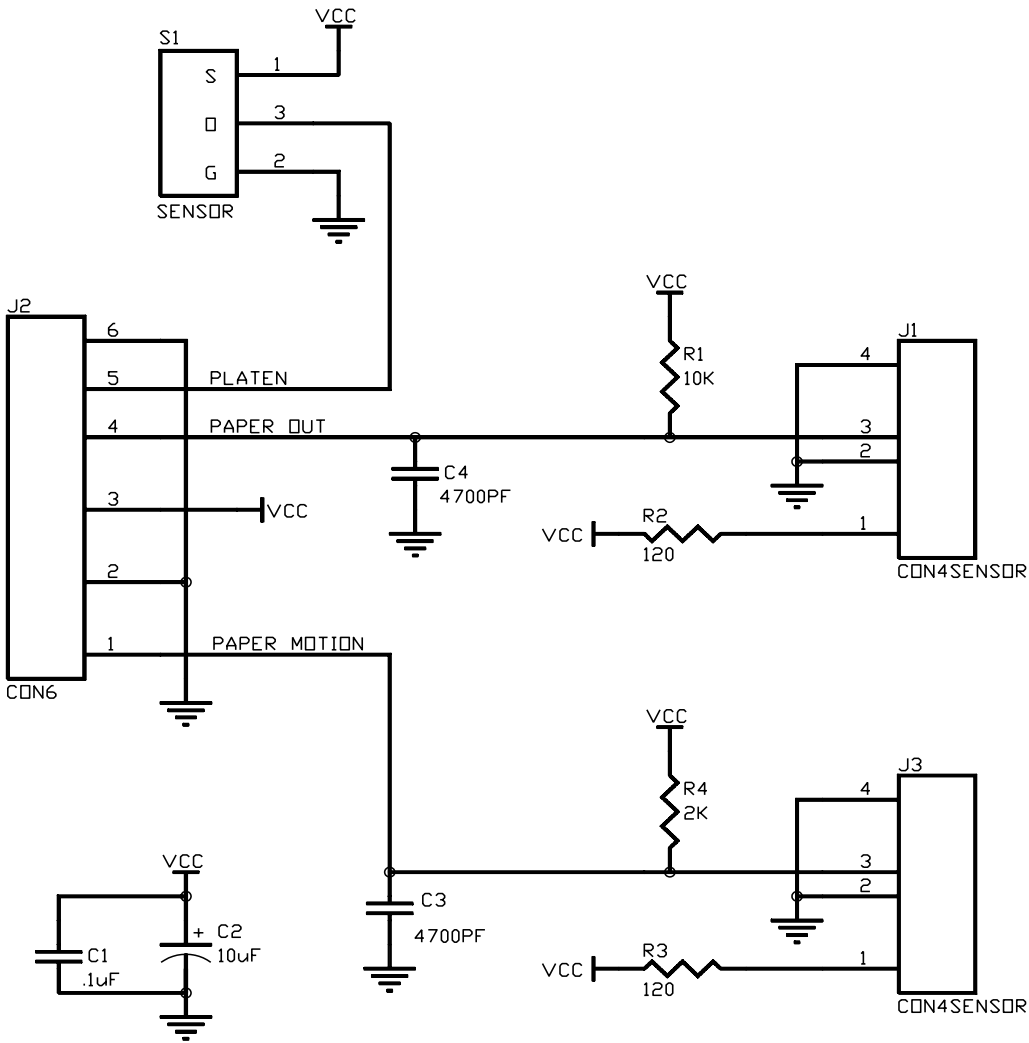 VCC
S1
S
1
O
3
G
2
SENSOR
J2
6
5
PLATEN
4
PAPER OUT
3
VCC
2
1
PAPER MOTION
CON6
C4
4700PF
VCC
R1
10K
J1
4
3
2
VCC
R2
120
1
CON4SENSOR
VCC
R4
2K
J3
4
3
2
C3
4700PF
VCC
R3
120
1
CON4SENSOR
VCC
+ C2
10uF
C1
.1uF